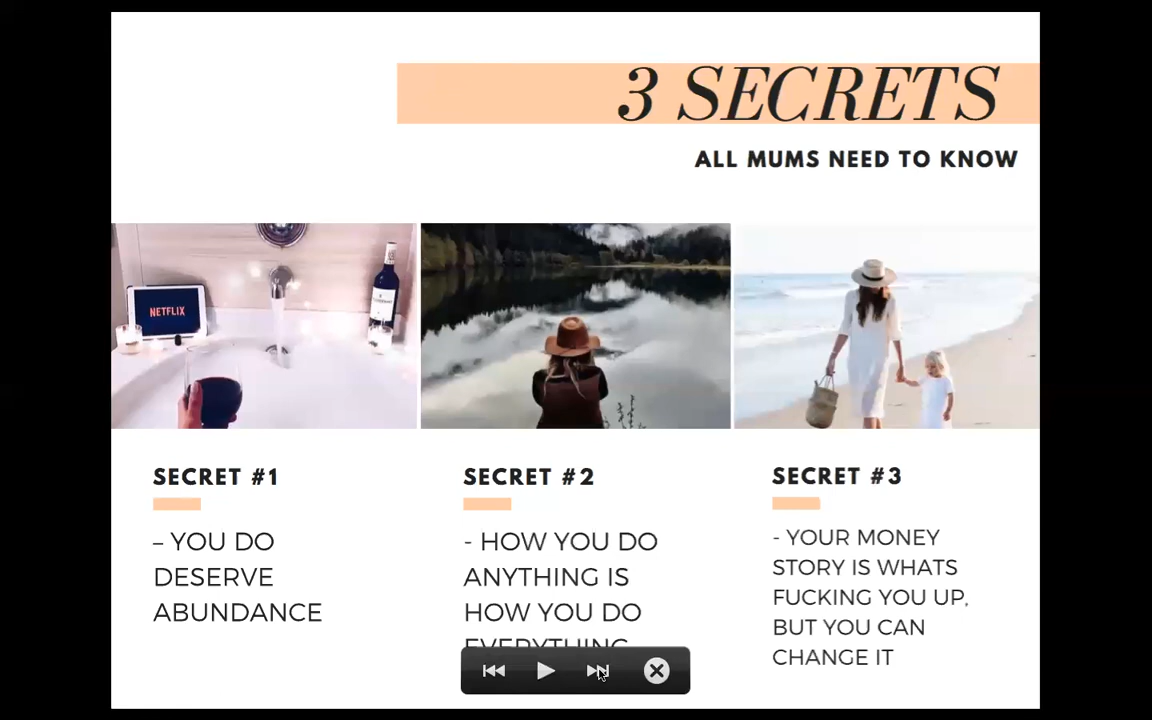 3 SECRETS
ALL MUMS NEED TO KNOW
NETFLIX
SECRET #1
– YOU DO
DESERVE
ABUNDANCE
SECRET #2
- HOW YOU DO
ANYTHING IS
HOW YOU DO
EVERYTHING
SECRET #3
- YOUR MONEY
STORY IS WHATS
FUCKING YOU UP,
BUT YOU CAN
CHANGE IT